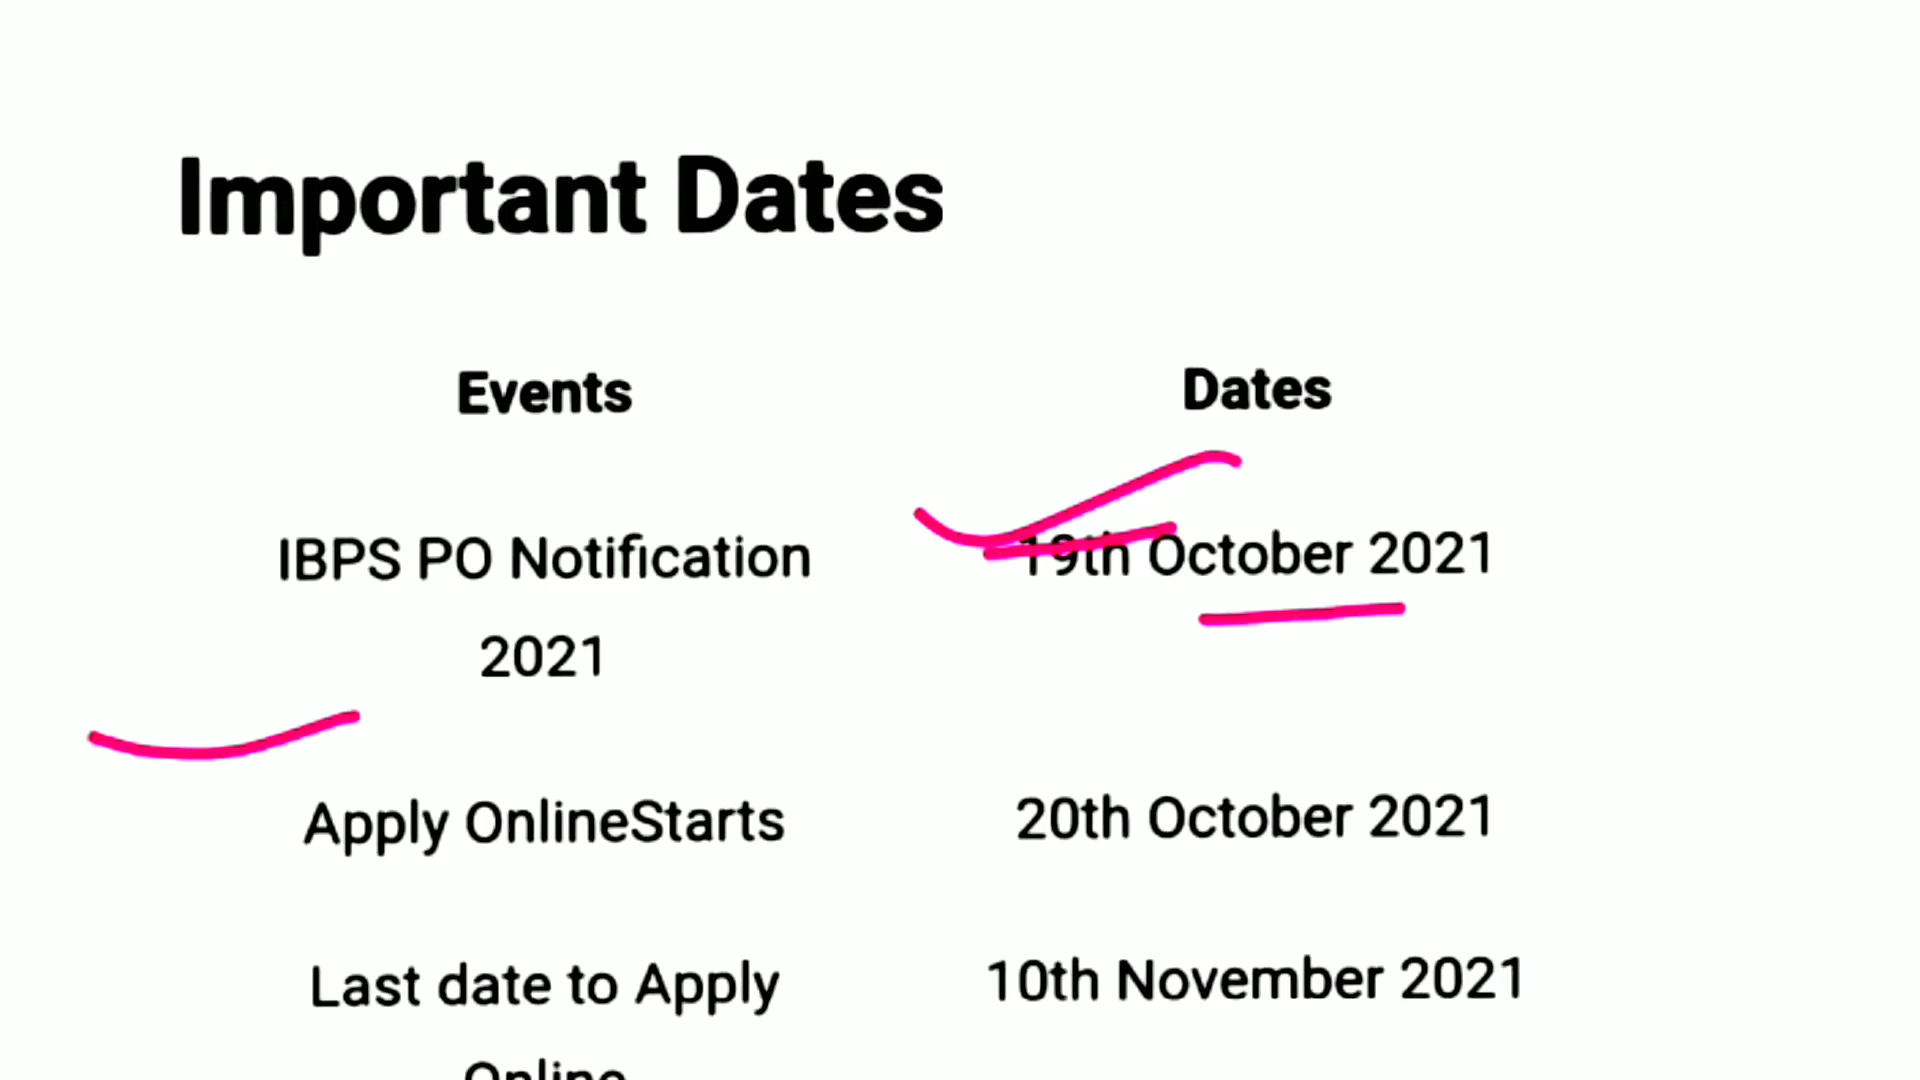 Important Dates
Events Dates
IBPS PO Notification 19th October 2021
2021
Apply OnlineStarts 20th October 2021
Last date to Apply 10th November 2021
Online